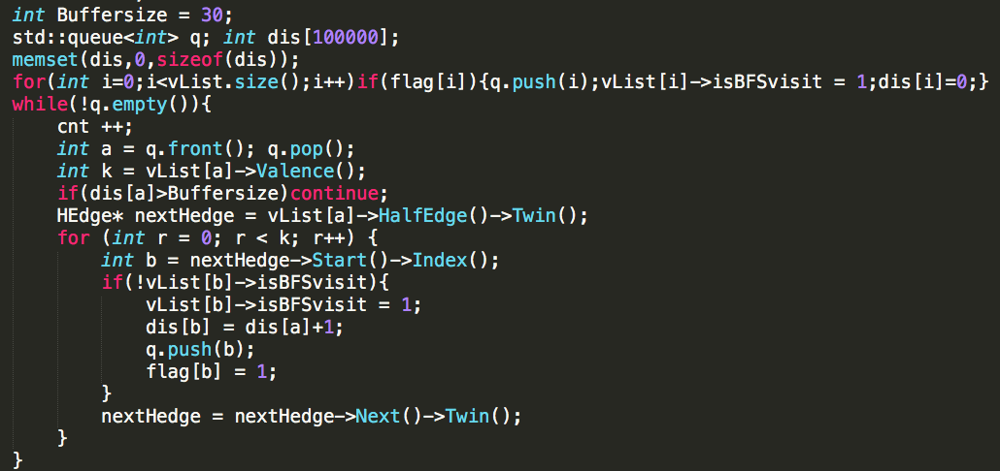 int Buffersize = 30;
std::queue<int> q; int dis[100000];
memset(dis,0,sizeof(dis));
for(int i=0;i<vList.size();i++)if(flag[i]){q.push(i);vList[i]->isBFSvisit = 1;dis[i]=0;}
while(!q.empty()){
    cnt ++;
    int a = q.front(); q.pop();
    int k = vList[a]->Valence();
    if(dis[a]>Buffersize)continue;
    HEdge* nextHedge = vList[a]->HalfEdge()->Twin();
    for (int r = 0; r < k; r++) {
        int b = nextHedge->Start()->Index();
        if(!vList[b]->isBFSvisit){
            vList[b]->isBFSvisit = 1;
            dis[b] = dis[a]+1;
            q.push(b);
            flag[b] = 1;
        }
        nextHedge = nextHedge->Next()->Twin();
    }
}